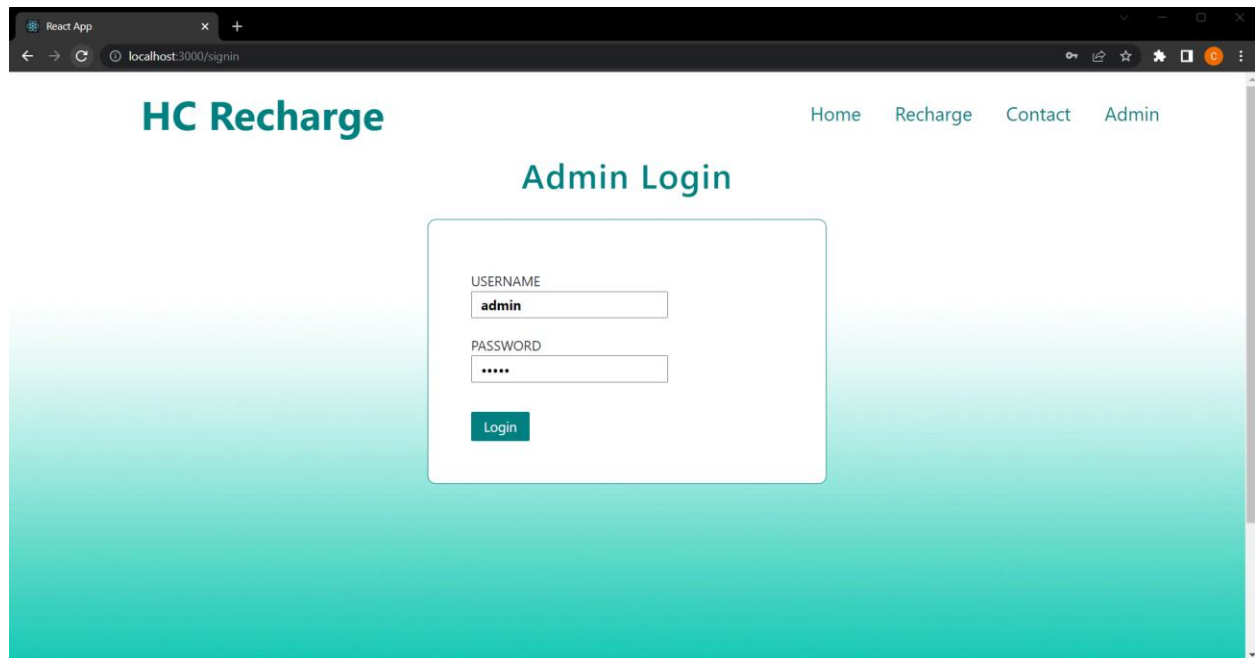 React App
localhost:3000/signin
C
HC Recharge
Home Recharge Contact Admin
Admin Login
USERNAME
admin
PASSWORD
•••••
Login